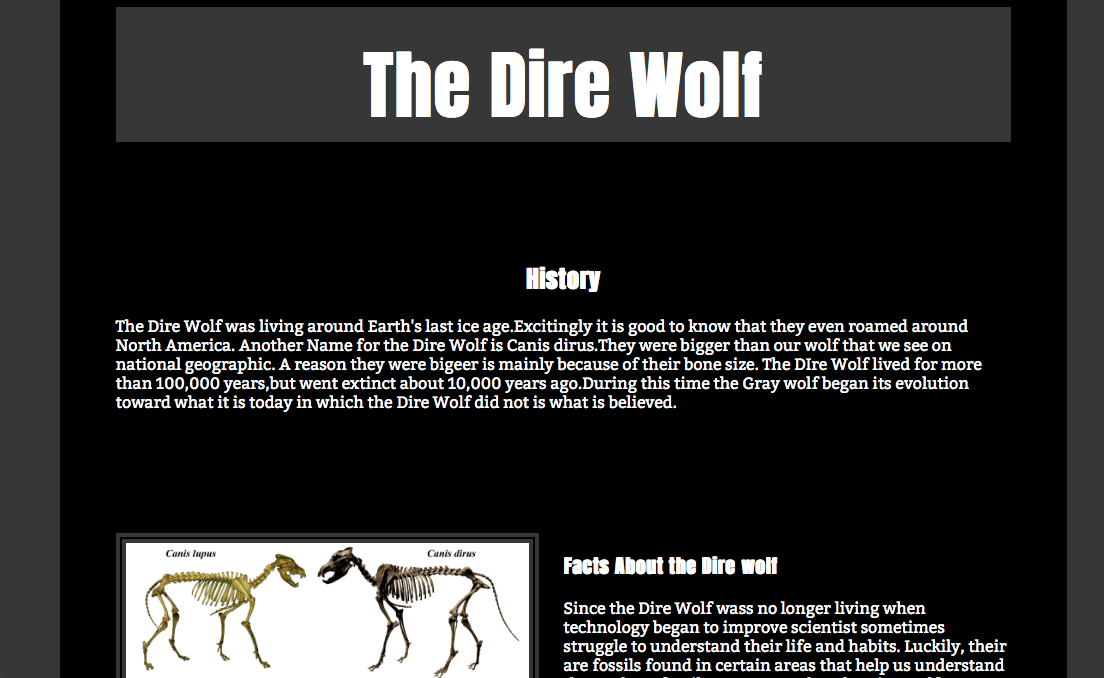 The Dire Wolf
History
The Dire Wolf was living around Earth's last ice age.Excitingly it is good to know that they even roamed around
North America. Another Name for the Dire Wolf is Canis dirus.They were bigger than our wolf that we see on
national geographic. A reason they were bigeer is mainly because of their bone size. The DIre Wolf lived for more
than 100,000 years,but went extinct about 10,000 years ago.During this time the Gray wolf began its evolution
toward what it is today in which the Dire Wolf did not is what is believed.
Canis lupus
Canis dirus
Facts About the Dire wolf
Since the Dire Wolf wass no longer living when
technology began to improve scientist sometimes
struggle to understand their life and habits. Luckily, their
are fossils found in certain areas that help us understand